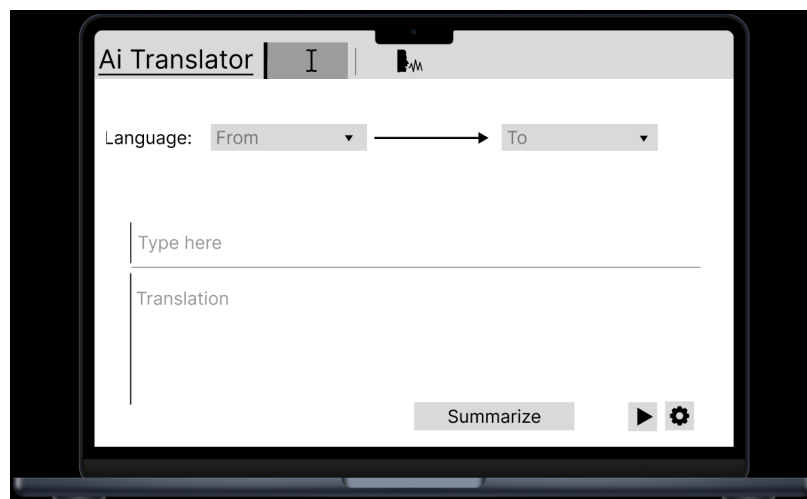 Ai Translator
Language: From To
Type here
Translation
Summarize